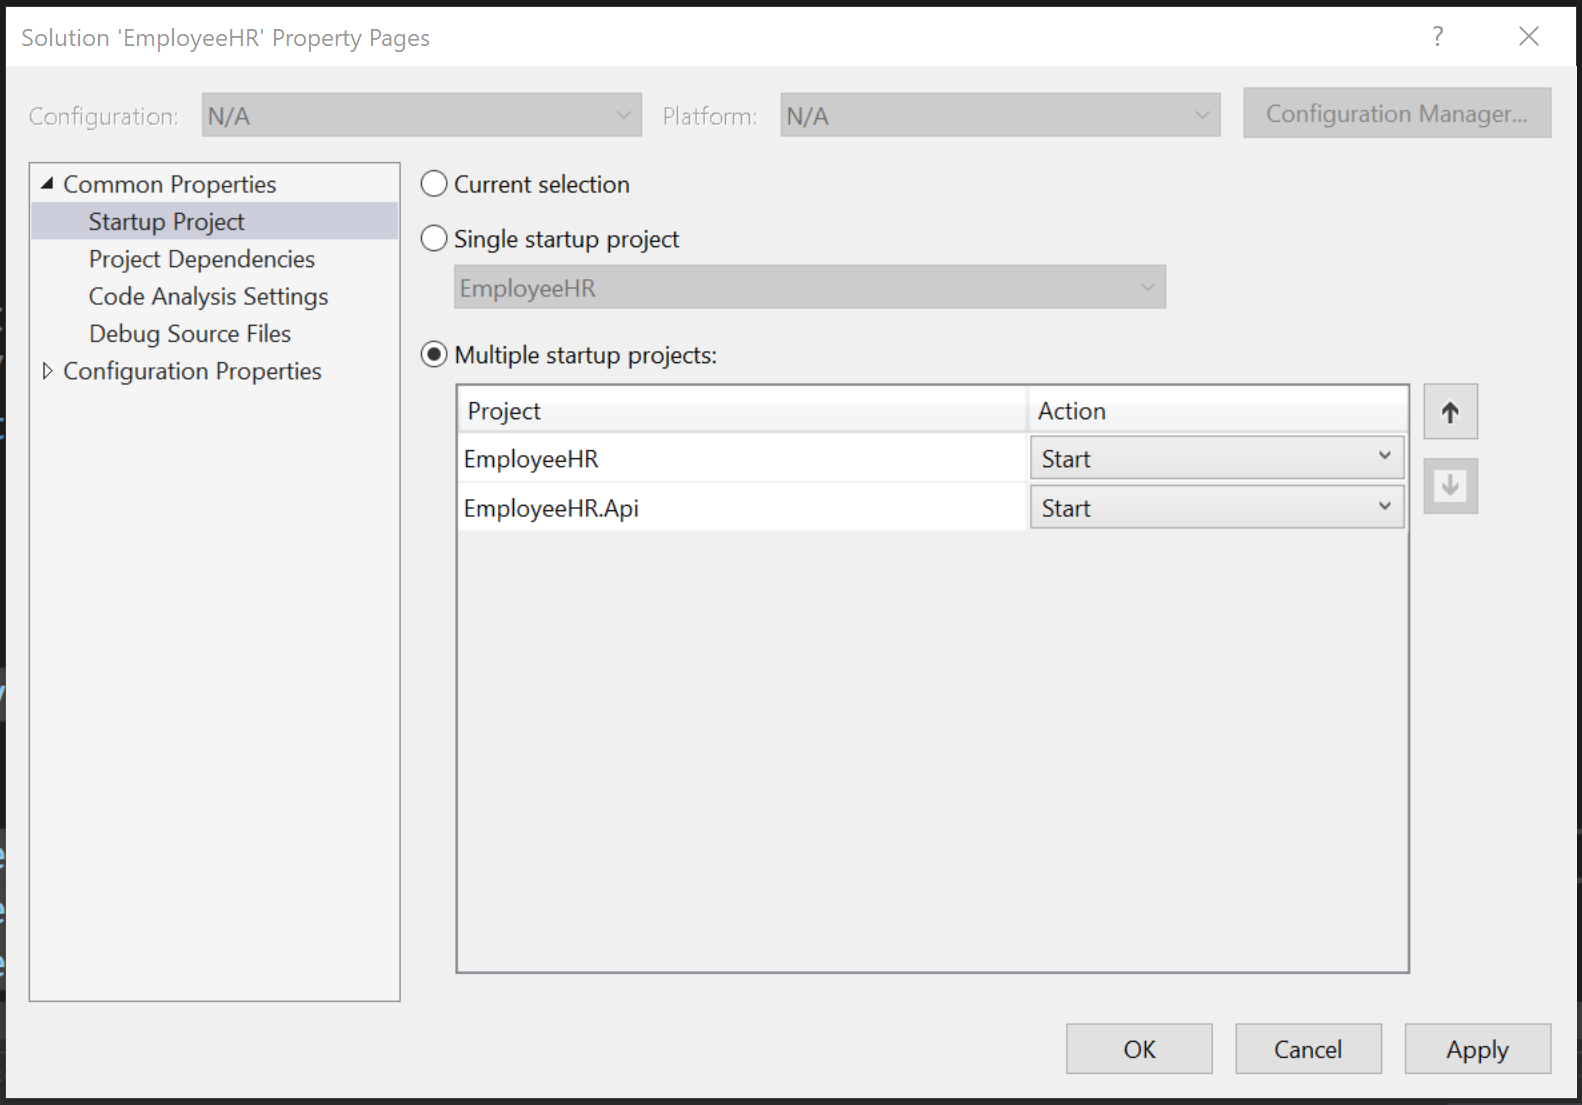 Solution 'EmployeeHR' Property Pages
?
Configuration: N/A Platform: N/A Configuration Manager...
Common Properties
Startup Project
Project Dependencies
Code Analysis Settings
Debug Source Files
Configuration Properties
Current selection
Single startup project
EmployeeHR
Multiple startup projects:
Project Action
EmployeeHR Start
EmployeeHR.Api Start
OK Cancel Apply